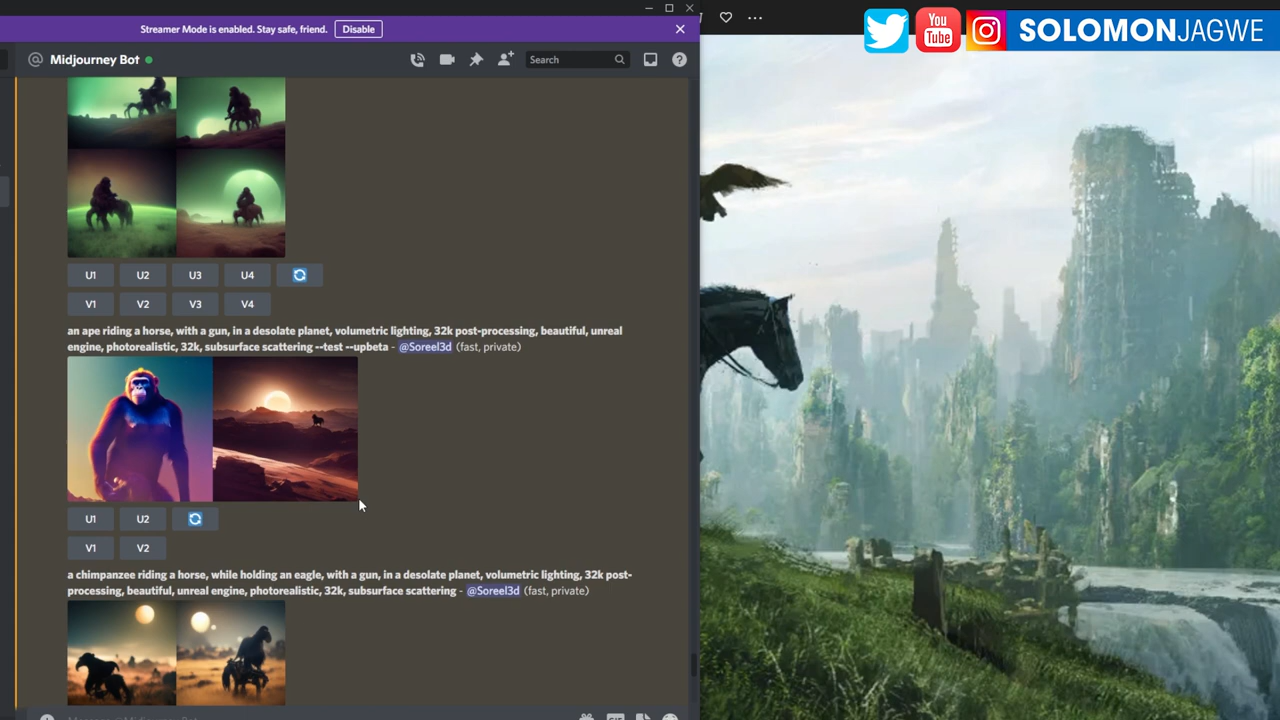 Streamer Mode is enabled. Stay safe, friend.
Disable
Midjourney Bot
Search
You
Tube
SOLOMONJAGWE
U1 U2 U3 U4
V1 V2 V3 V4
an ape riding a horse, with a gun, in a desolate planet, volumetric lighting, 32k post-processing, beautiful, unreal
engine, photorealistic, 32k, subsurface scattering --test --upbeta - @Soreel3d (fast, private)
U1 U2
V1 V2
a chimpanzee riding a horse, while holding an eagle, with a gun, in a desolate planet, volumetric lighting, 32k post-
processing, beautiful, unreal engine, photorealistic, 32k, subsurface scattering - @Soreel3d (fast, private)